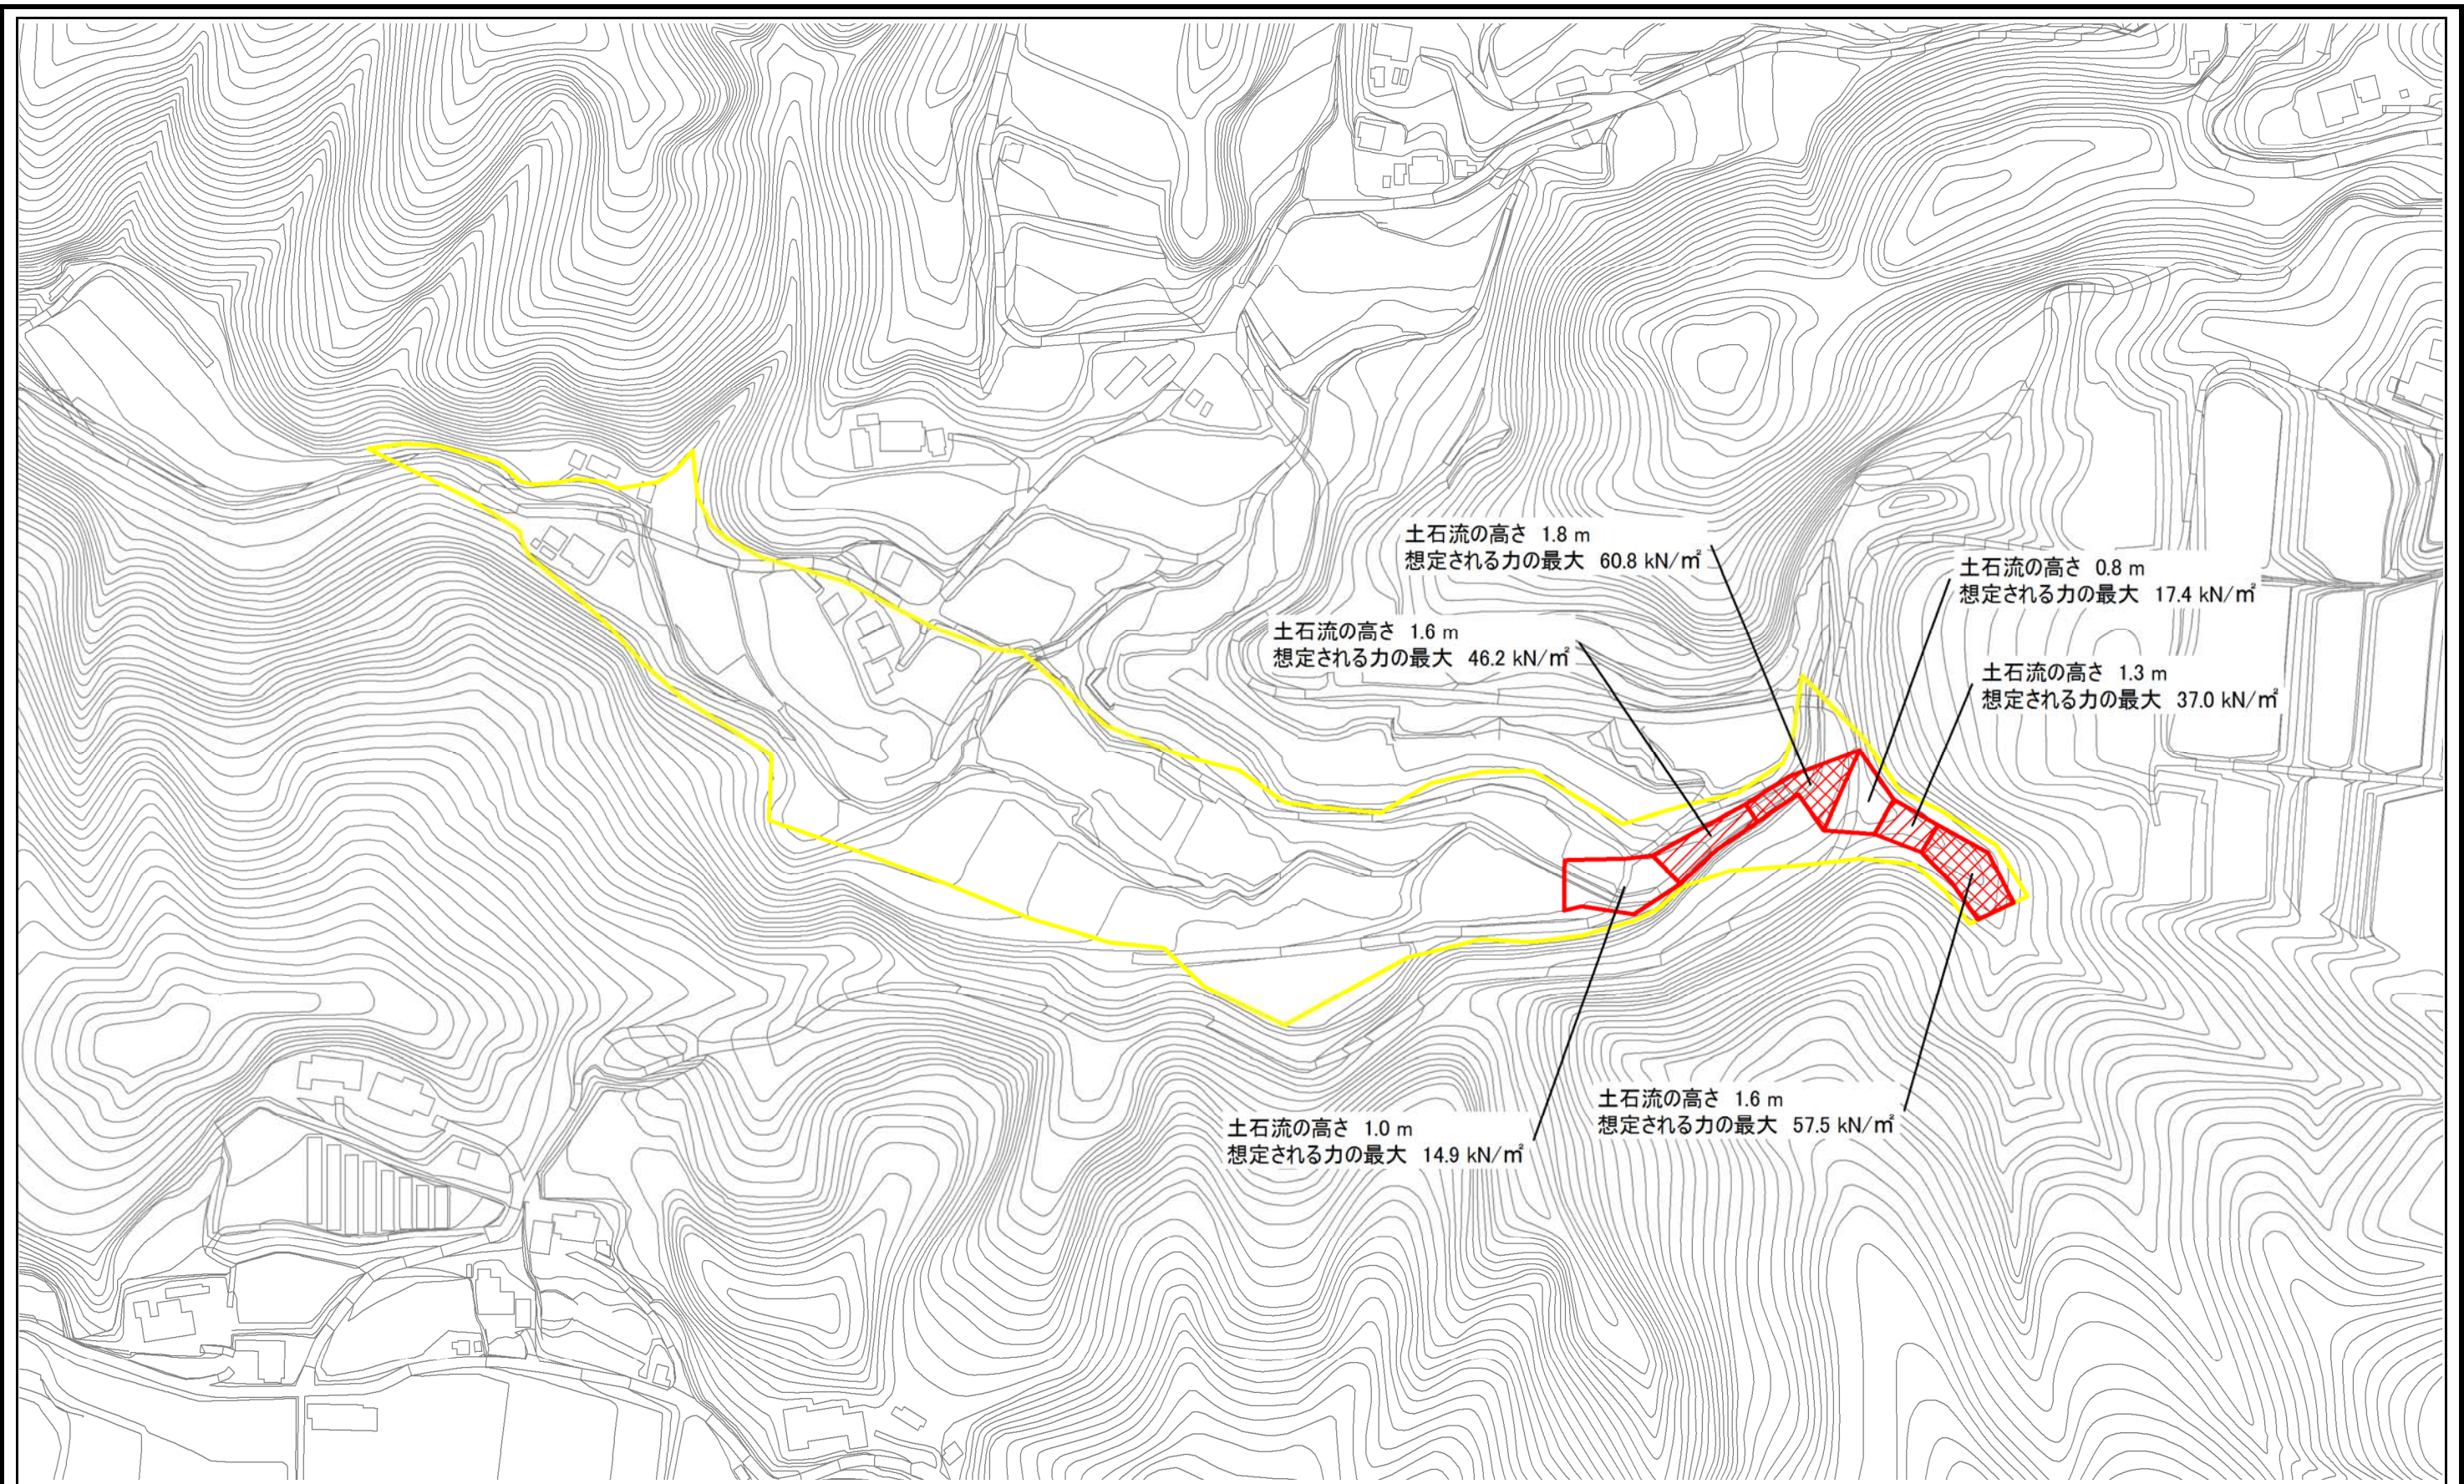 土石流の高さ 1.8 m
想定される力の最大 60.8 kN/㎡
土石流の高さ 0.8 m
想定される力の最大 17.4 kN/㎡
土石流の高さ 1.6 m
想定される力の最大 46.2 kN/㎡
土石流の高さ 1.3 m
想定される力の最大 37.0 kN/㎡
土石流の高さ 1.6 m
想定される力の最大 57.5 kN/㎡
土石流の高さ 1.0 m
想定される力の最大 14.9 kN/㎡